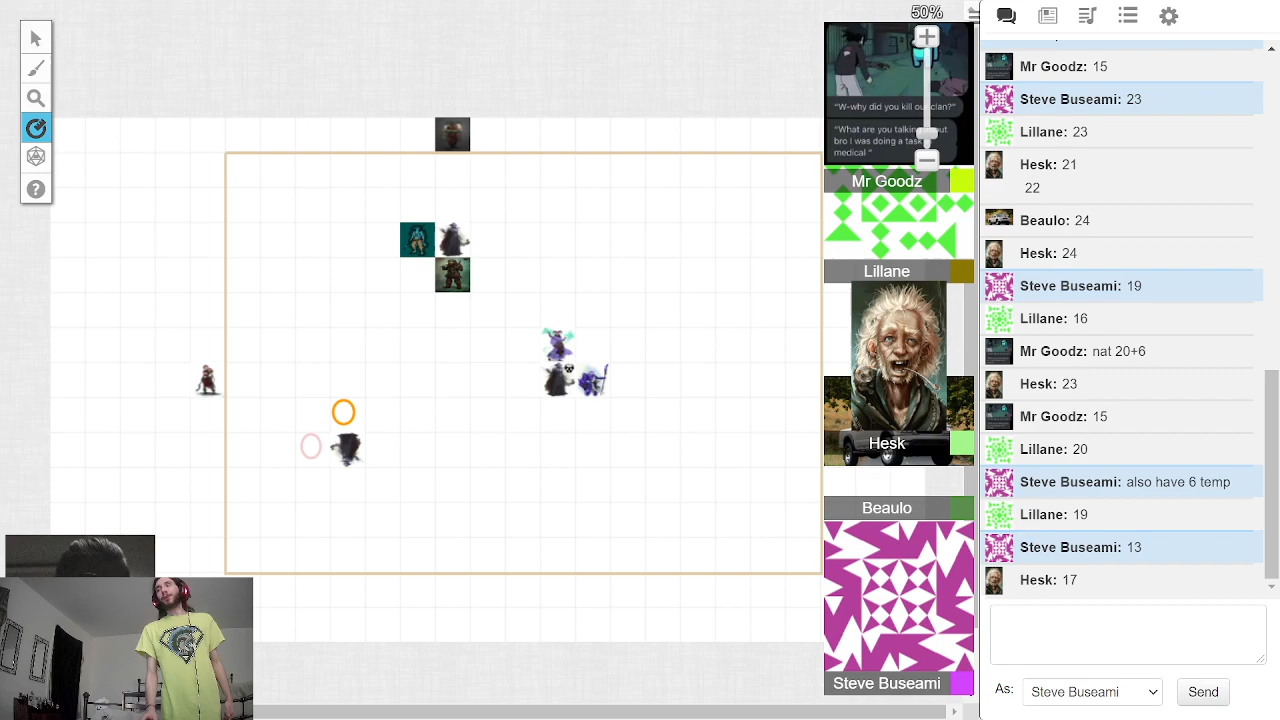 50%
"W-why did you kill our clan?"
"What are you talking about
bro I was doing a task
medical "
Mr Goodz
Lillane
Hesk
Beaulo
Steve Buseami
Mr Goodz: 15
Steve Buseami: 23
Lillane: 23
Hesk: 21
22
Beaulo: 24
Hesk: 24
Steve Buseami: 19
Lillane: 16
Mr Goodz: nat 20+6
Hesk: 23
Mr Goodz: 15
Lillane: 20
Steve Buseami: also have 6 temp
Lillane: 19
Steve Buseami: 13
Hesk: 17
As:
Steve Buseami
Send